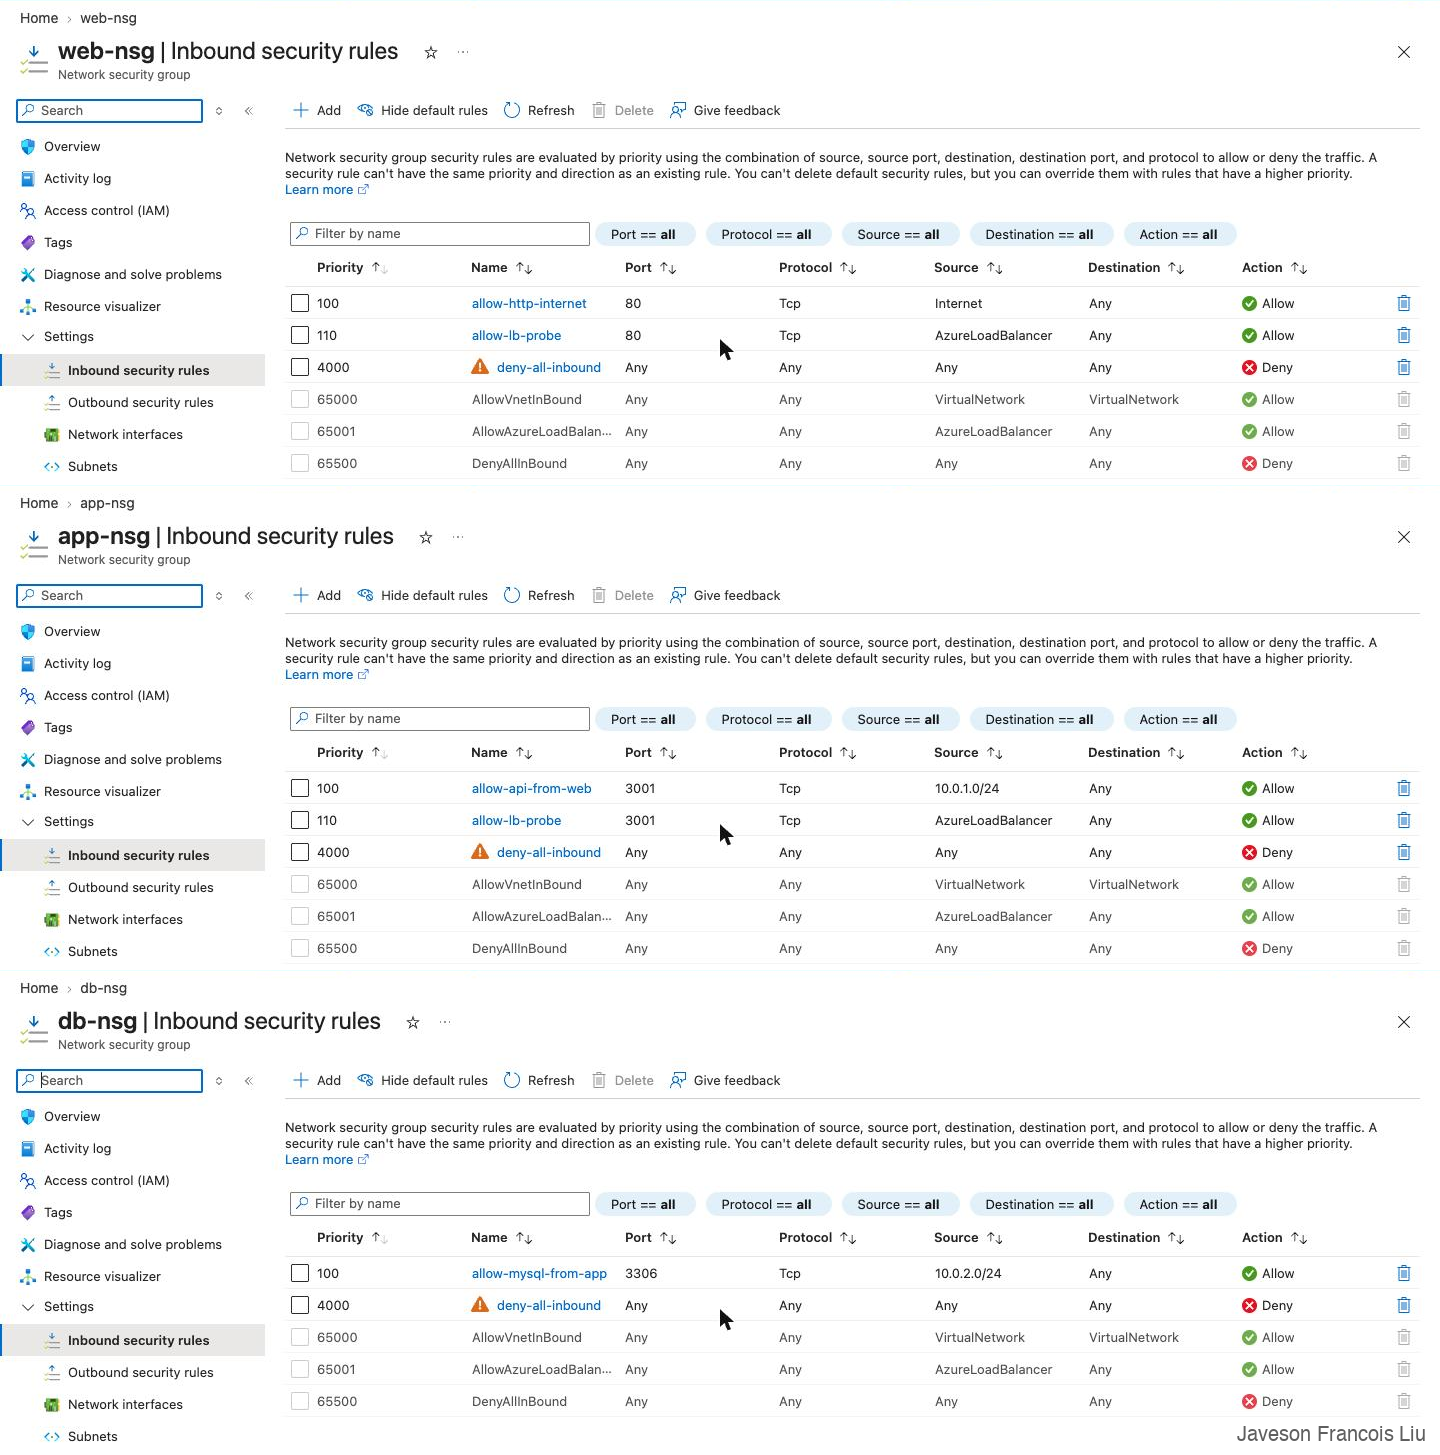 Home > web-nsg
web-nsg | Inbound security rules
Network security group
Search
Add Hide default rules Refresh Delete Give feedback
Overview
Activity log
Access control (IAM)
Tags
Diagnose and solve problems
Resource visualizer
Settings
Inbound security rules
Outbound security rules
Network interfaces
Subnets
Network security group security rules are evaluated by priority using the combination of source, source port, destination, destination port, and protocol to allow or deny the traffic. A
security rule can't have the same priority and direction as an existing rule. You can't delete default security rules, but you can override them with rules that have a higher priority.
Learn more
Filter by name Port == all Protocol == all Source == all Destination == all Action == all
Priority Name Port Protocol Source Destination Action
100 allow-http-internet 80 Tcp Internet Any Allow
110 allow-lb-probe 80 Tcp AzureLoadBalancer Any Allow
4000 deny-all-inbound Any Any Any Any Deny
65000 AllowVnetInBound Any Any VirtualNetwork VirtualNetwork Allow
65001 AllowAzureLoadBalan... Any Any AzureLoadBalancer Any Allow
65500 DenyAllInBound Any Any Any Any Deny
Home > app-nsg
app-nsg | Inbound security rules
Network security group
Search
Add Hide default rules Refresh Delete Give feedback
Overview
Activity log
Access control (IAM)
Tags
Diagnose and solve problems
Resource visualizer
Settings
Inbound security rules
Outbound security rules
Network interfaces
Subnets
Network security group security rules are evaluated by priority using the combination of source, source port, destination, destination port, and protocol to allow or deny the traffic. A
security rule can't have the same priority and direction as an existing rule. You can't delete default security rules, but you can override them with rules that have a higher priority.
Learn more
Filter by name Port == all Protocol == all Source == all Destination == all Action == all
Priority Name Port Protocol Source Destination Action
100 allow-api-from-web 3001 Tcp 10.0.1.0/24 Any Allow
110 allow-lb-probe 3001 Tcp AzureLoadBalancer Any Allow
4000 deny-all-inbound Any Any Any Any Deny
65000 AllowVnetInBound Any Any VirtualNetwork VirtualNetwork Allow
65001 AllowAzureLoadBalan... Any Any AzureLoadBalancer Any Allow
65500 DenyAllInBound Any Any Any Any Deny
Home > db-nsg
db-nsg | Inbound security rules
Network security group
Search
Add Hide default rules Refresh Delete Give feedback
Overview
Activity log
Access control (IAM)
Tags
Diagnose and solve problems
Resource visualizer
Settings
Inbound security rules
Outbound security rules
Network interfaces
Subnets
Network security group security rules are evaluated by priority using the combination of source, source port, destination, destination port, and protocol to allow or deny the traffic. A
security rule can't have the same priority and direction as an existing rule. You can't delete default security rules, but you can override them with rules that have a higher priority.
Learn more
Filter by name Port == all Protocol == all Source == all Destination == all Action == all
Priority Name Port Protocol Source Destination Action
100 allow-mysql-from-app 3306 Tcp 10.0.2.0/24 Any Allow
4000 deny-all-inbound Any Any Any Any Deny
65000 AllowVnetInBound Any Any VirtualNetwork VirtualNetwork Allow
65001 AllowAzureLoadBalan... Any Any AzureLoadBalancer Any Allow
65500 DenyAllInBound Any Any Any Any Deny
Javeson Francois Liu